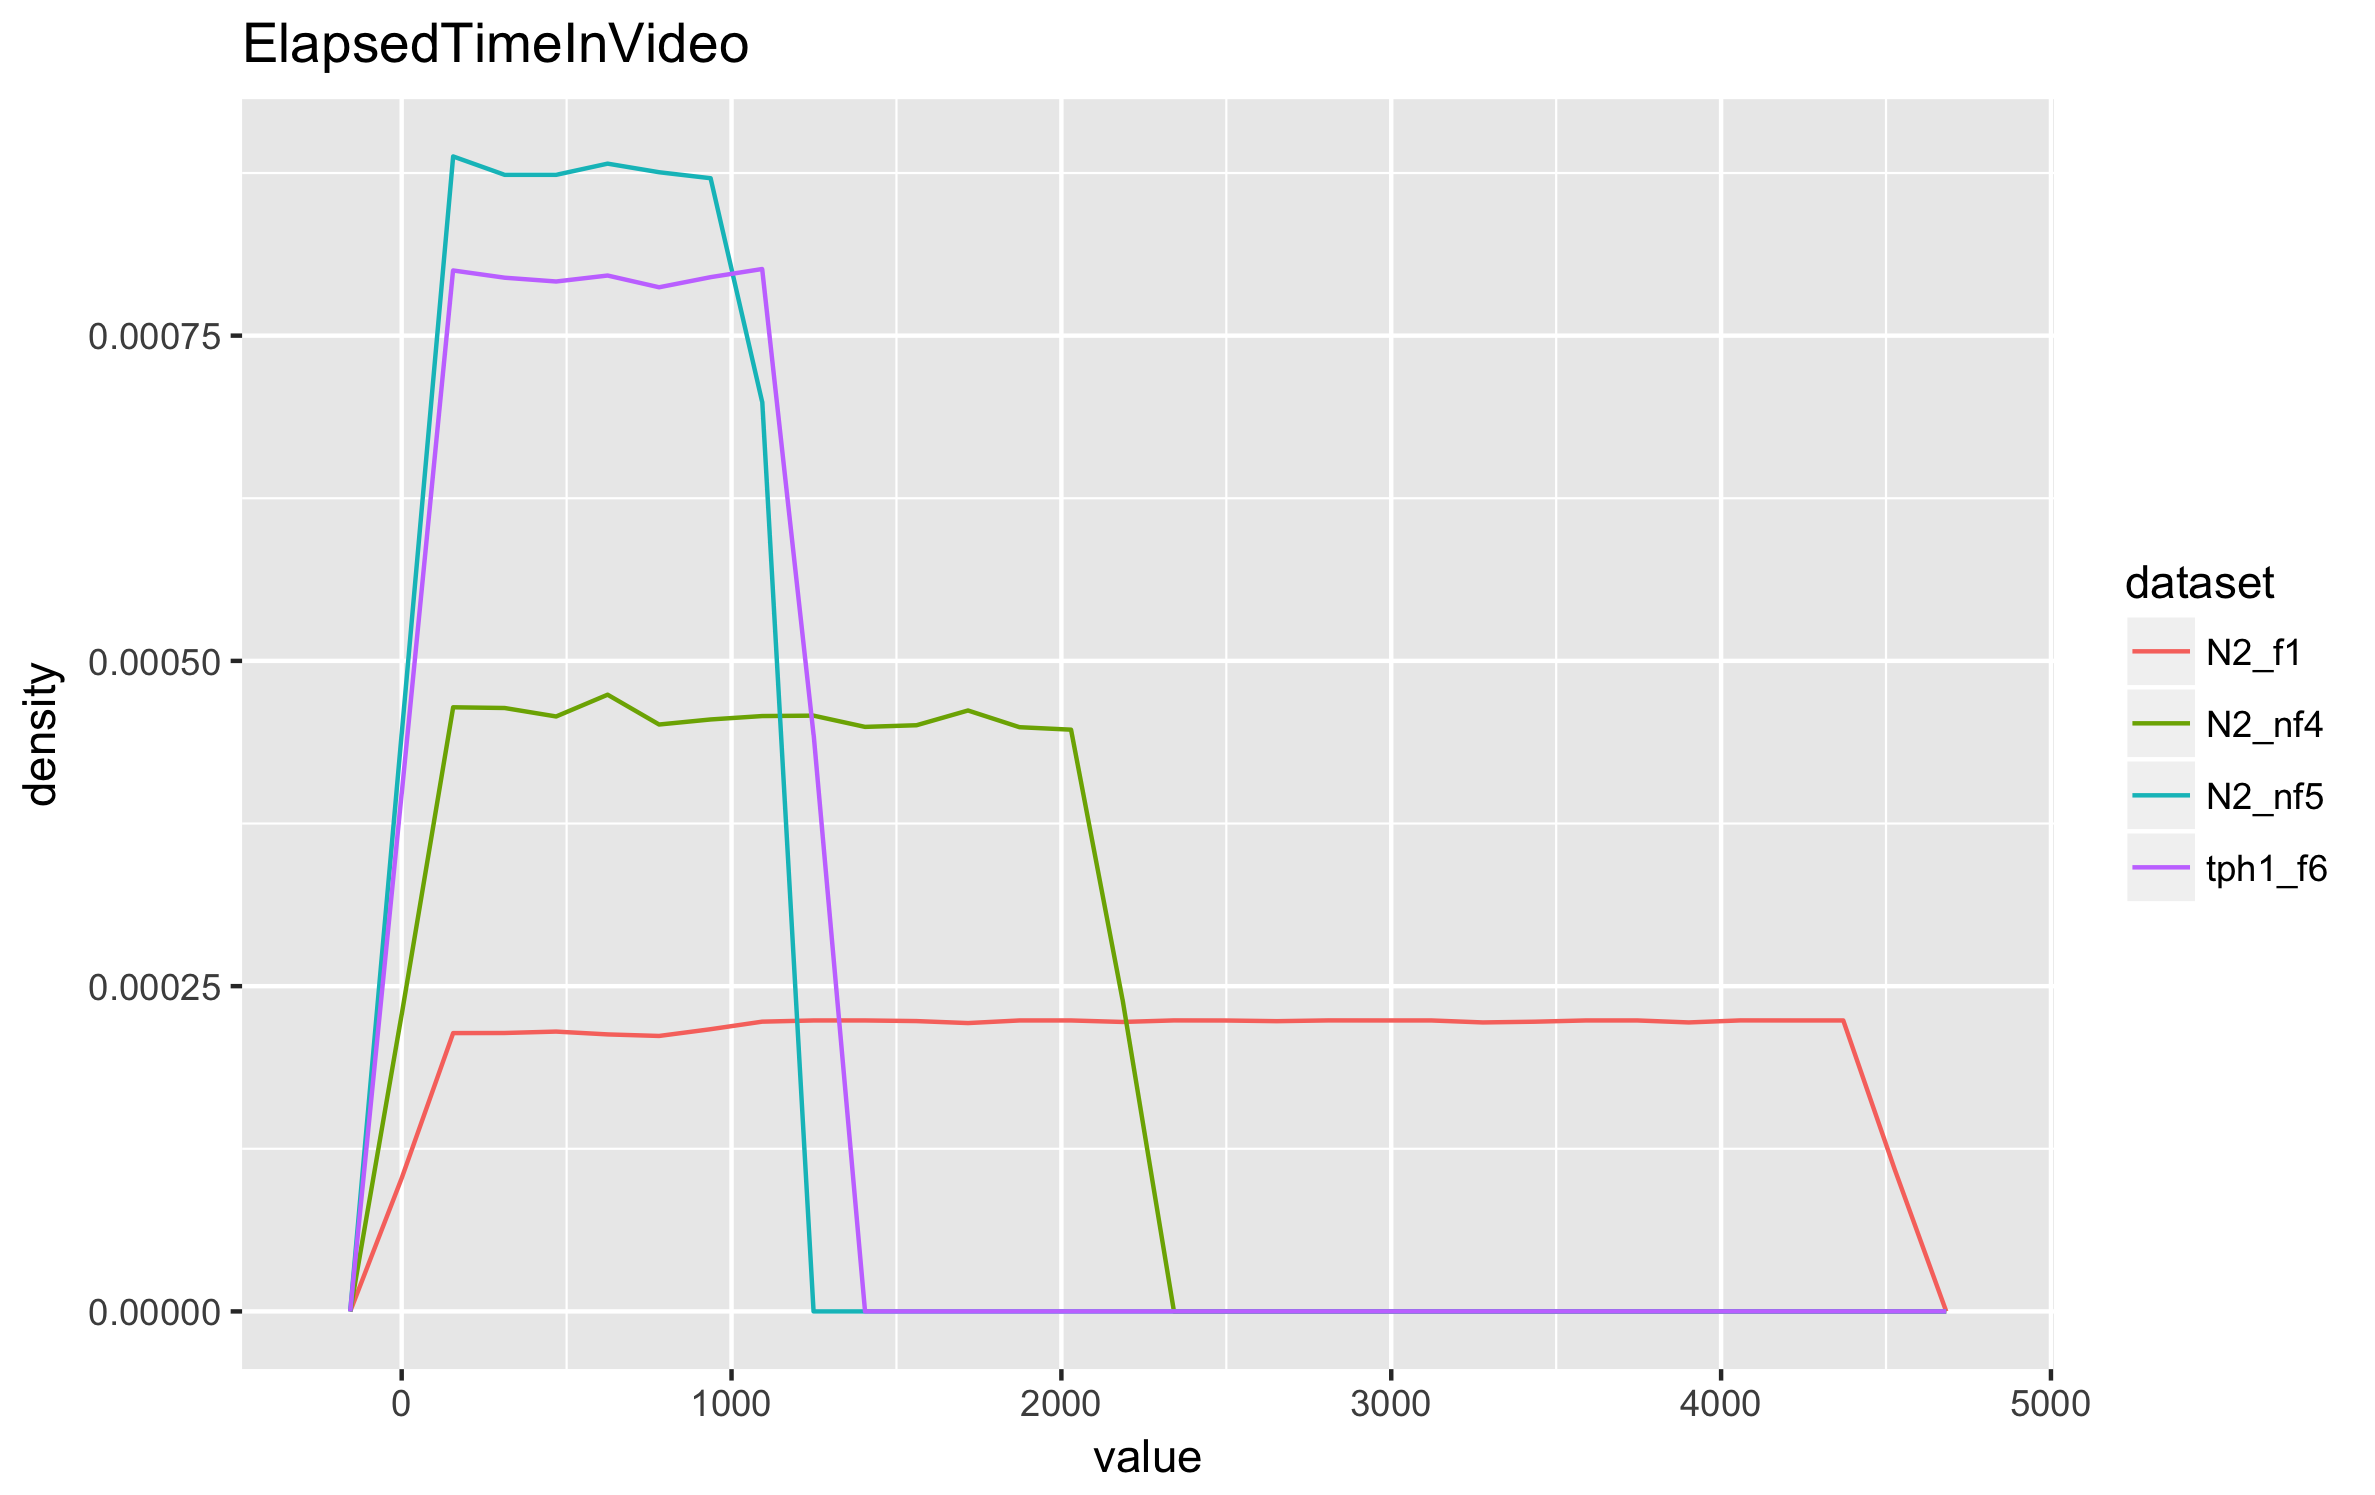 ElapsedTimeInVideo
density
0.00075
0.00050
0.00025
0.00000
0 1000 2000 3000 4000 5000
value
dataset
N2_f1
N2_nf4
N2_nf5
tph1_f6